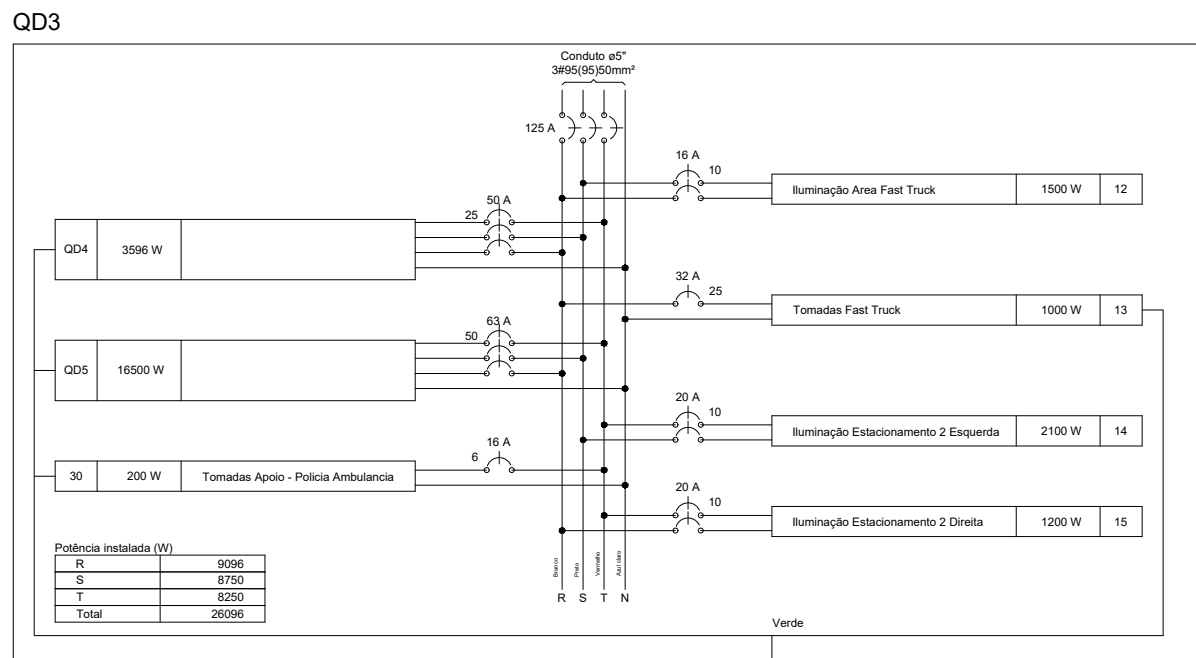 QD3
Conduto ø5"
3#95(95)50mm²
125 A
16 A
10
Iluminação Area Fast Truck 1500 W 12
50 A
25
QD4 3596 W
32 A
25
Tomadas Fast Truck 1000 W 13
63 A
50
QD5 16500 W
20 A
10
Iluminação Estacionamento 2 Esquerda 2100 W 14
16 A
6
30 200 W Tomadas Apoio - Policia Ambulancia
20 A
10
Iluminação Estacionamento 2 Direita 1200 W 15
Potência instalada (W)
R 9096
S 8750
T 8250
Total 26096
Branco
Preto
Vermelho
Azul claro
R S T N
Verde